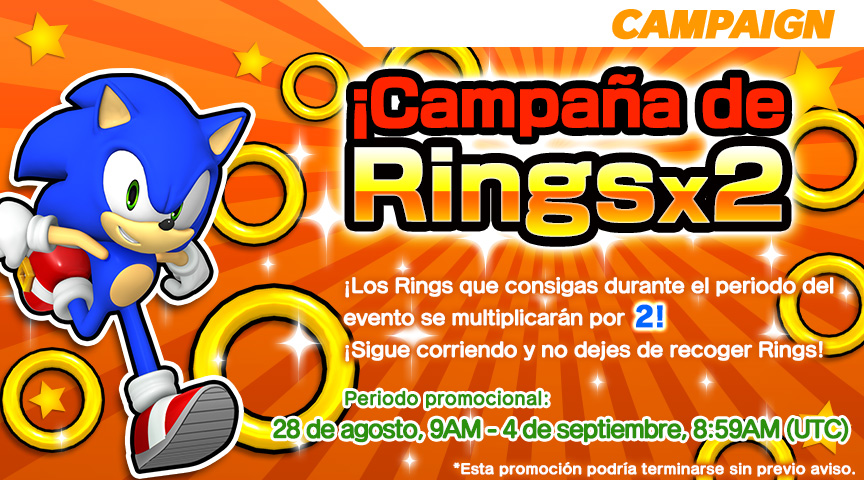 CAMPAIGN
¡Campaña de
Ringsx2
¡Los Rings que consigas durante el periodo del
evento se multiplicarán por 2!
¡Sigue corriendo y no dejes de recoger Rings!
Periodo promocional:
28 de agosto, 9AM - 4 de septiembre, 8:59AM (UTC)
*Esta promoción podría terminarse sin previo aviso.